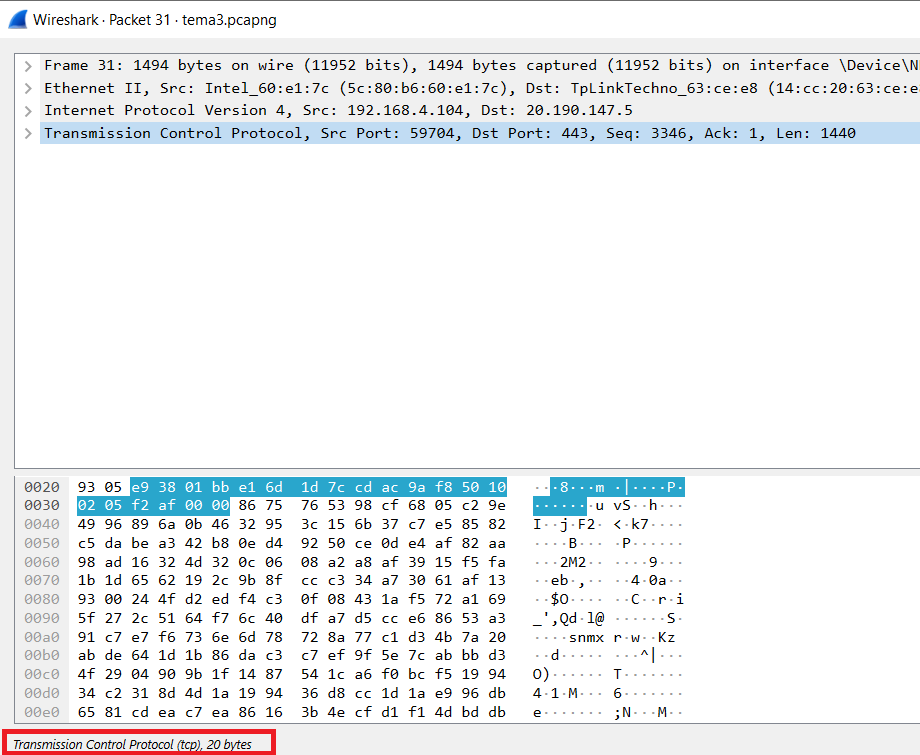 Wireshark · Packet 31 · tema3.pcapng
Frame 31: 1494 bytes on wire (11952 bits), 1494 bytes captured (11952 bits) on interface \Device\N
Ethernet II, Src: Intel_60:e1:7c (5c:80:b6:60:e1:7c), Dst: TpLinkTechno_63:ce:e8 (14:cc:20:63:ce:e
Internet Protocol Version 4, Src: 192.168.4.104, Dst: 20.190.147.5
Transmission Control Protocol, Src Port: 59704, Dst Port: 443, Seq: 3346, Ack: 1, Len: 1440
0020 93 05 e9 38 01 bb e1 6d 1d 7c cd ac 9a f8 50 10 ···8···m ·|····P·
0030 02 05 f2 af 00 00 86 75 76 53 98 cf 68 05 c2 9e ·······u vS··h···
0040 49 96 89 6a 0b 46 32 95 3c 15 6b 37 c7 e5 85 82 I··j·F2· <·k7····
0050 c5 da be a3 42 b8 0e d4 92 50 ce 0d e4 af 82 aa ····B··· ·P······
0060 98 ad 16 32 4d 32 0c 06 08 a2 a8 af 39 15 f5 fa ···2M2·· ····9···
0070 1b 1d 65 62 19 2c 9b 8f cc c3 34 a7 30 61 af 13 ··eb·,·· ··4·0a··
0080 93 00 24 4f d2 ed f4 c3 0f 08 43 1a f5 72 a1 69 ··$O···· ··C··r·i
0090 5f 27 2c 51 64 f7 6c 40 df a7 d5 cc e6 86 53 a3 _',Qd·l@ ······S·
00a0 91 c7 e7 f6 73 6e 6d 78 72 8a 77 c1 d3 4b 7a 20 ····snmx r·w··Kz
00b0 ab de 64 1d 1b 86 da c3 c7 ef 9f 5e 7c ab bb d3 ··d····· ···^|···
00c0 4f 29 04 90 9b 1f 14 87 54 1c a6 f0 bc f5 19 94 O)······ T·······
00d0 34 c2 31 8d 4d 1a 19 94 36 d8 cc 1d 1a e9 96 db 4·1·M··· 6·······
00e0 65 81 cd ea c7 ea 86 16 3b 4e cf d1 f1 4d bd db e······· ;N···M··
Transmission Control Protocol (tcp), 20 bytes